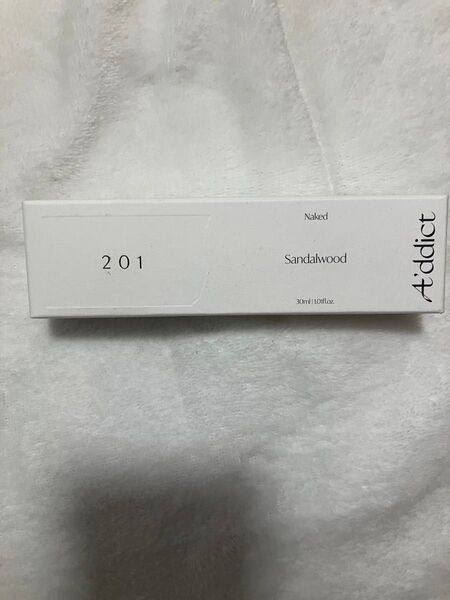 201
Naked
Sandalwood
30ml | 1.01fl.oz.
A'ddict